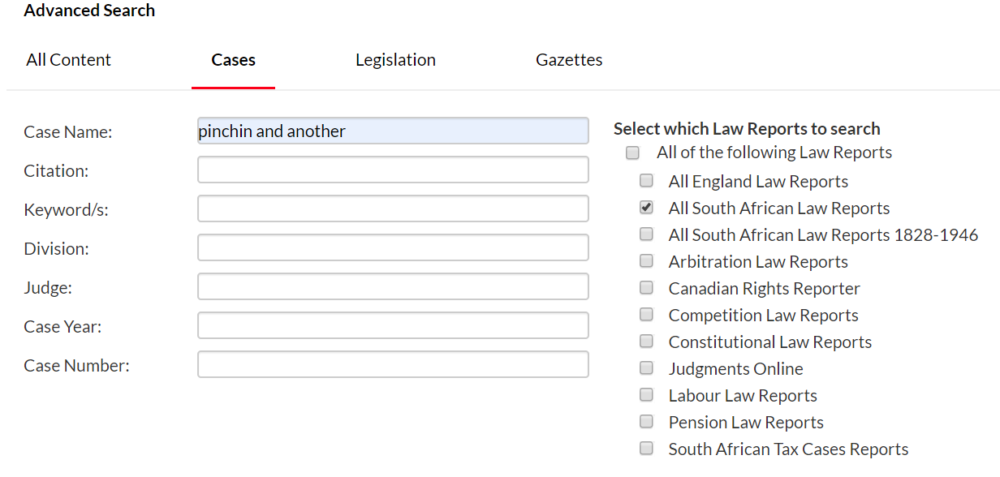 Advanced Search
All Content Cases Legislation Gazettes
Case Name: pinchin and another
Citation:
Keyword/s:
Division:
Judge:
Case Year:
Case Number:
Select which Law Reports to search
All of the following Law Reports
All England Law Reports
All South African Law Reports
All South African Law Reports 1828-1946
Arbitration Law Reports
Canadian Rights Reporter
Competition Law Reports
Constitutional Law Reports
Judgments Online
Labour Law Reports
Pension Law Reports
South African Tax Cases Reports